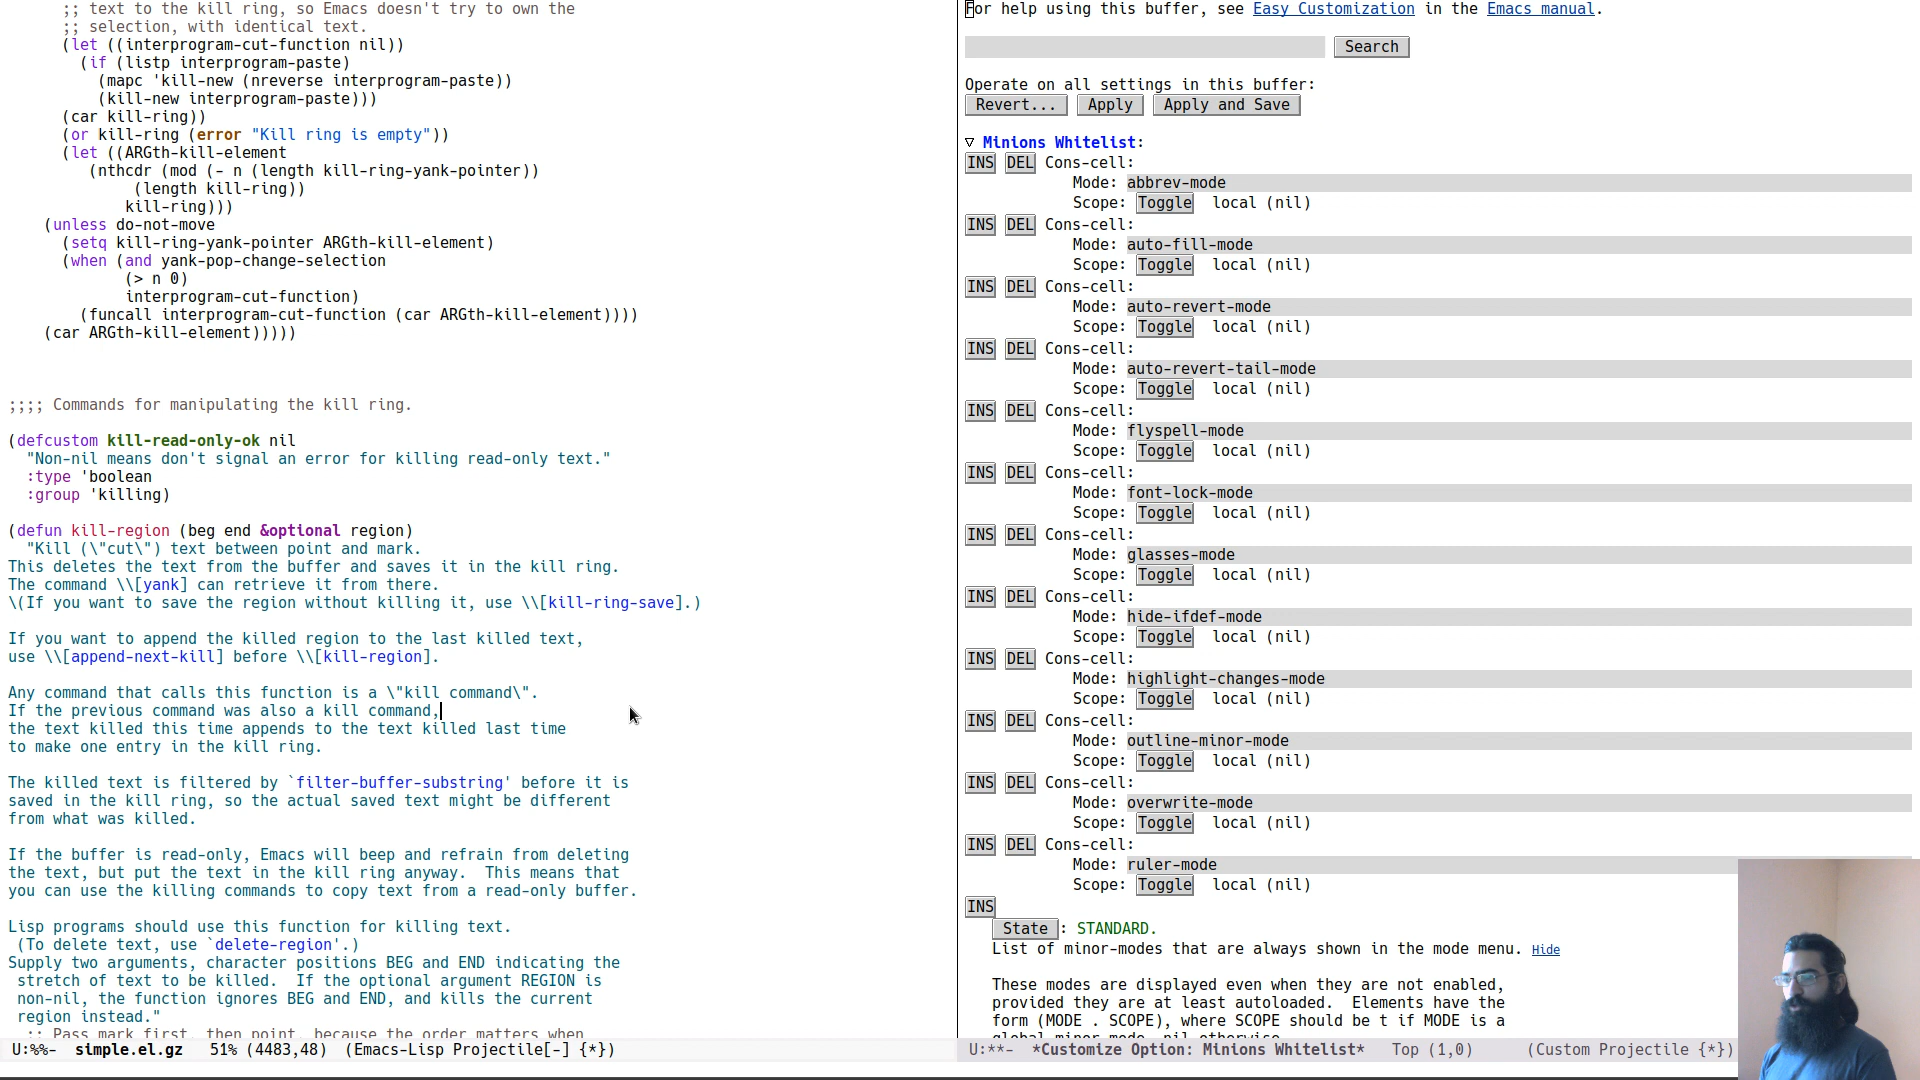 ;; text to the kill ring, so Emacs doesn't try to own the
;; selection, with identical text.
(let ((interprogram-cut-function nil))
(if (listp interprogram-paste)
(mapc 'kill-new (nreverse interprogram-paste))
(kill-new interprogram-paste)))
(car kill-ring))
(or kill-ring (error "Kill ring is empty"))
(let ((ARGth-kill-element
(nthcdr (mod (- n (length kill-ring-yank-pointer))
(length kill-ring))
kill-ring)))
(unless do-not-move
(setq kill-ring-yank-pointer ARGth-kill-element)
(when (and yank-pop-change-selection
(> n 0)
interprogram-cut-function)
(funcall interprogram-cut-function (car ARGth-kill-element))))
(car ARGth-kill-element)))))
;;;; Commands for manipulating the kill ring.
(defcustom kill-read-only-ok nil
"Non-nil means don't signal an error for killing read-only text."
:type 'boolean
:group 'killing)
(defun kill-region (beg end &optional region)
"Kill (\"cut\") text between point and mark.
This deletes the text from the buffer and saves it in the kill ring.
The command \\[yank] can retrieve it from there.
\(If you want to save the region without killing it, use \\[kill-ring-save].)
If you want to append the killed region to the last killed text,
use \\[append-next-kill] before \\[kill-region].
Any command that calls this function is a \"kill command\".
If the previous command was also a kill command,
the text killed this time appends to the text killed last time
to make one entry in the kill ring.
The killed text is filtered by `filter-buffer-substring' before it is
saved in the kill ring, so the actual saved text might be different
from what was killed.
If the buffer is read-only, Emacs will beep and refrain from deleting
the text, but put the text in the kill ring anyway.  This means that
you can use the killing commands to copy text from a read-only buffer.
Lisp programs should use this function for killing text.
(To delete text, use `delete-region'.)
Supply two arguments, character positions BEG and END indicating the
stretch of text to be killed.  If the optional argument REGION is
non-nil, the function ignores BEG and END, and kills the current
region instead."
;; Pass mark first, then point, because the order matters when
U:%%-  simple.el.gz   51% (4483,48)  (Emacs-Lisp Projectile[-] {*})
For help using this buffer, see Easy Customization in the Emacs manual.
Search
Operate on all settings in this buffer:
Revert... Apply Apply and Save
▽ Minions Whitelist:
INS DEL Cons-cell:
Mode: abbrev-mode
Scope: Toggle  local (nil)
INS DEL Cons-cell:
Mode: auto-fill-mode
Scope: Toggle  local (nil)
INS DEL Cons-cell:
Mode: auto-revert-mode
Scope: Toggle  local (nil)
INS DEL Cons-cell:
Mode: auto-revert-tail-mode
Scope: Toggle  local (nil)
INS DEL Cons-cell:
Mode: flyspell-mode
Scope: Toggle  local (nil)
INS DEL Cons-cell:
Mode: font-lock-mode
Scope: Toggle  local (nil)
INS DEL Cons-cell:
Mode: glasses-mode
Scope: Toggle  local (nil)
INS DEL Cons-cell:
Mode: hide-ifdef-mode
Scope: Toggle  local (nil)
INS DEL Cons-cell:
Mode: highlight-changes-mode
Scope: Toggle  local (nil)
INS DEL Cons-cell:
Mode: outline-minor-mode
Scope: Toggle  local (nil)
INS DEL Cons-cell:
Mode: overwrite-mode
Scope: Toggle  local (nil)
INS DEL Cons-cell:
Mode: ruler-mode
Scope: Toggle  local (nil)
INS
State : STANDARD.
List of minor-modes that are always shown in the mode menu. Hide
These modes are displayed even when they are not enabled,
provided they are at least autoloaded.  Elements have the
form (MODE . SCOPE), where SCOPE should be t if MODE is a
global minor mode, nil otherwise.
U:**-  *Customize Option: Minions Whitelist*   Top (1,0)   (Custom Projectile {*})